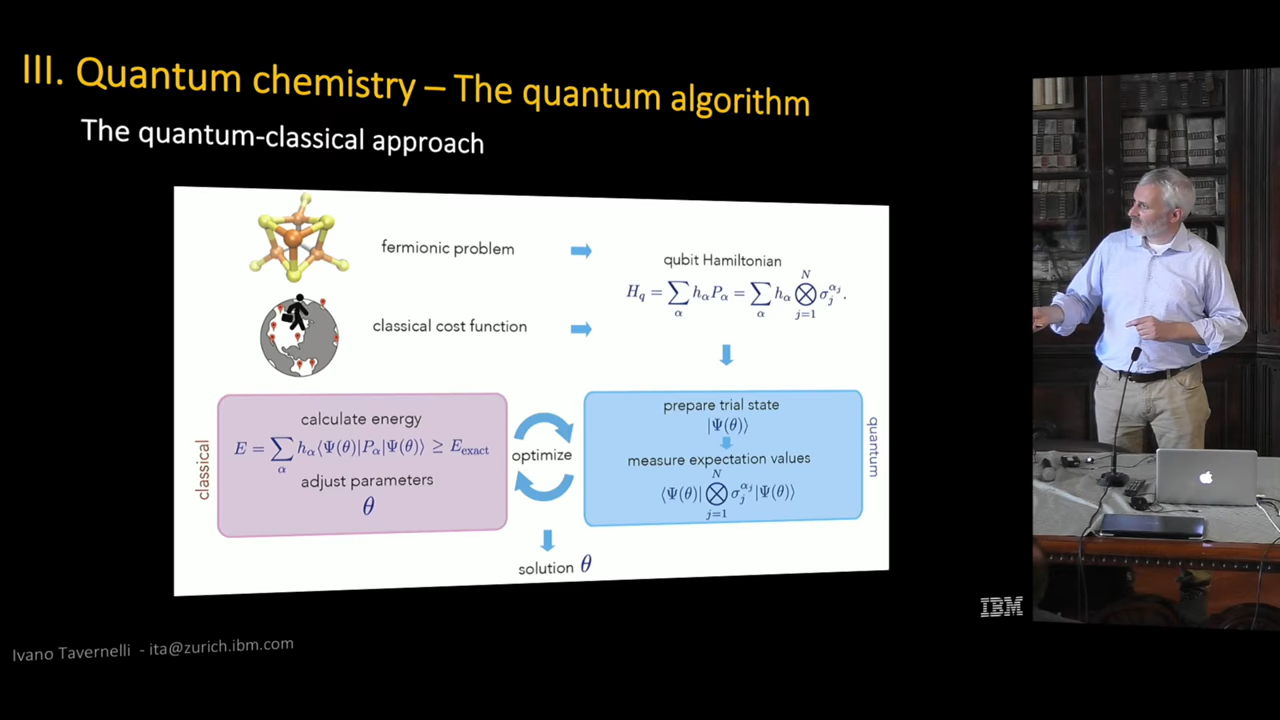 III. Quantum chemistry – The quantum algorithm
The quantum-classical approach
fermionic problem
classical cost function
qubit Hamiltonian
H_q = ∑_α h_α P_α = ∑_α h_α ⨂_{j=1}^{N} σ_j^{α_j}.
classical
calculate energy
E = ∑_α h_α ⟨Ψ(θ)|P_α|Ψ(θ)⟩ ≥ E_exact
adjust parameters
θ
optimize
prepare trial state
|Ψ(θ)⟩
measure expectation values
⟨Ψ(θ)| ⨂_{j=1}^{N} σ_j^{α_j} |Ψ(θ)⟩
quantum
solution θ
IBM
Ivano Tavernelli - ita@zurich.ibm.com